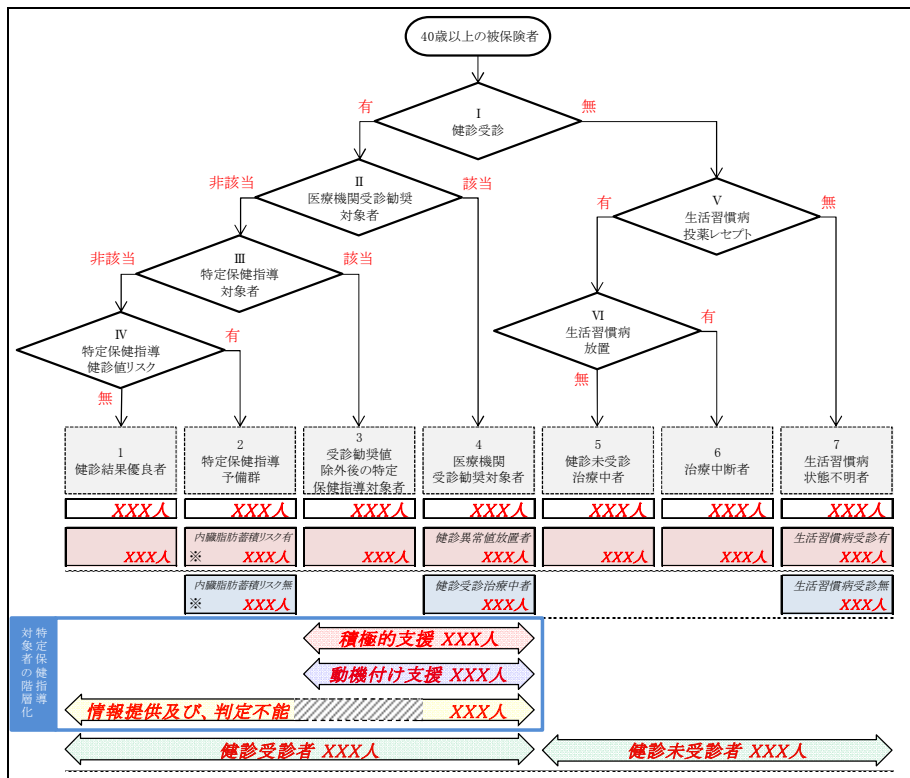 40歳以上の被保険者
有
Ⅰ
健診受診
無
非該当
Ⅱ
医療機関受診勧奨
対象者
該当
有
Ⅴ
生活習慣病
投薬レセプト
無
非該当
Ⅲ
特定保健指導
対象者
該当
Ⅳ
特定保健指導
健診値リスク
有
無
Ⅵ
生活習慣病
放置
有
無
1
健診結果優良者
2
特定保健指導
予備群
3
受診勧奨値
除外後の特定
保健指導対象者
4
医療機関
受診勧奨対象者
5
健診未受診
治療中者
6
治療中断者
7
生活習慣病
状態不明者
XXX人 XXX人 XXX人 XXX人 XXX人 XXX人 XXX人
内臓脂肪蓄積リスク有 健診異常値放置者 生活習慣病受診有
XXX人 ※ XXX人 XXX人 XXX人 XXX人 XXX人 XXX人
内臓脂肪蓄積リスク無 健診受診治療中者 生活習慣病受診無
※ XXX人 XXX人 XXX人
特定保健指導
対象者の階層化
積極的支援 XXX人
動機付け支援 XXX人
情報提供及び、判定不能 XXX人
健診受診者 XXX人 健診未受診者 XXX人